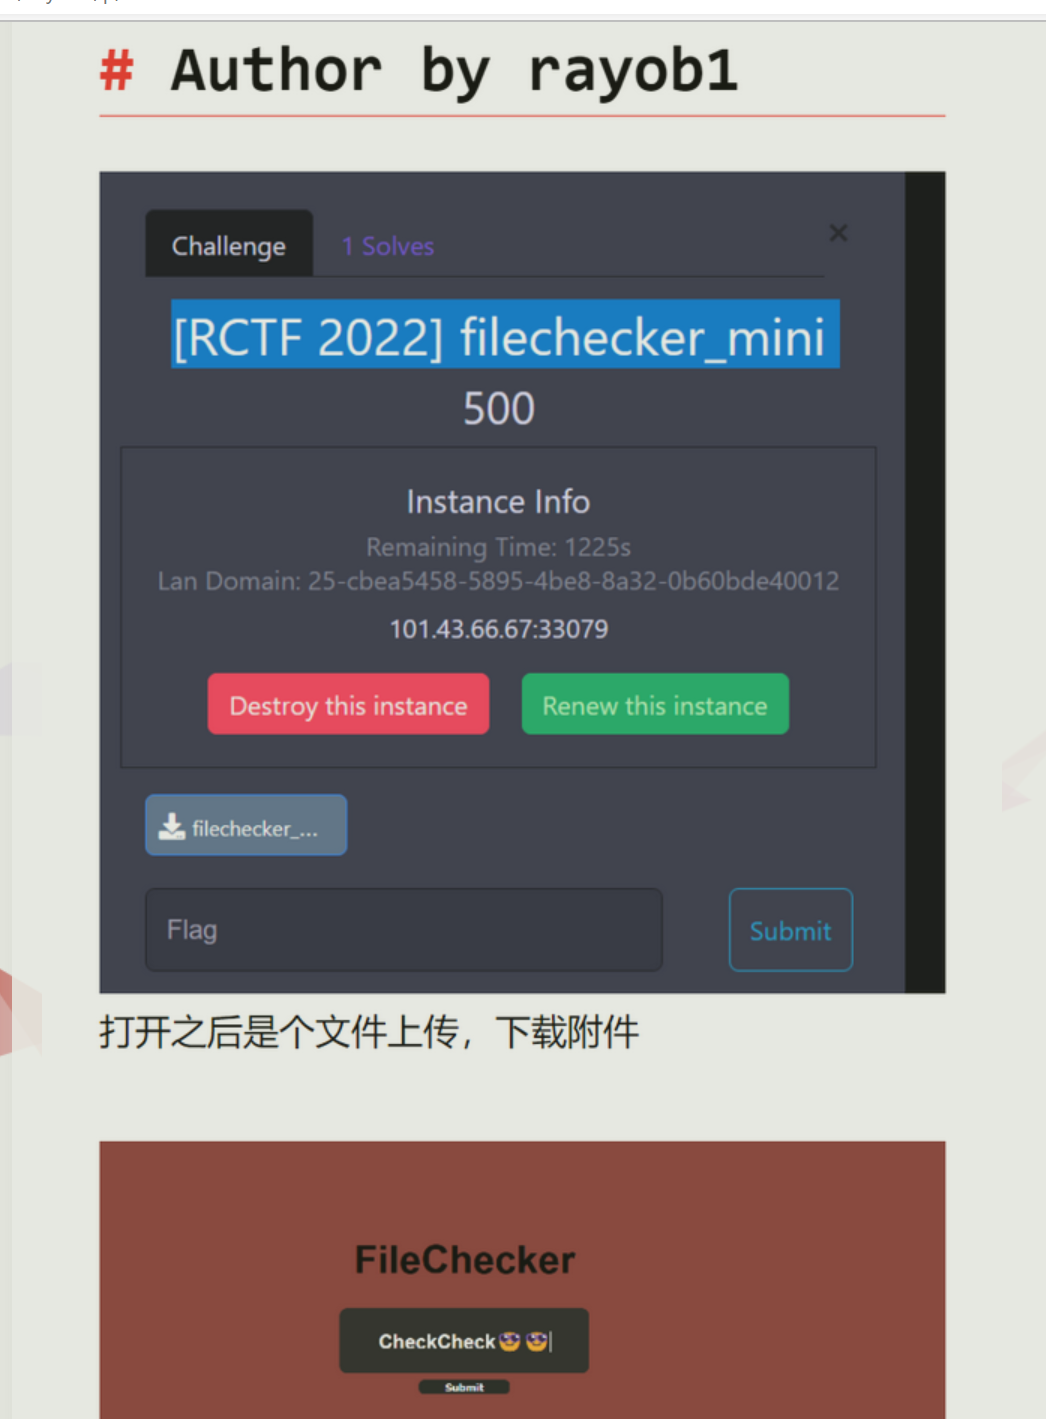 # Author by rayob1
Challenge
1 Solves
×
[RCTF 2022] filechecker_mini
500
Instance Info
Remaining Time: 1225s
Lan Domain: 25-cbea5458-5895-4be8-8a32-0b60bde40012
101.43.66.67:33079
Destroy this instance
Renew this instance
filechecker_...
Flag
Submit
打开之后是个文件上传，下载附件
FileChecker
CheckCheck🥸🥸|
Submit